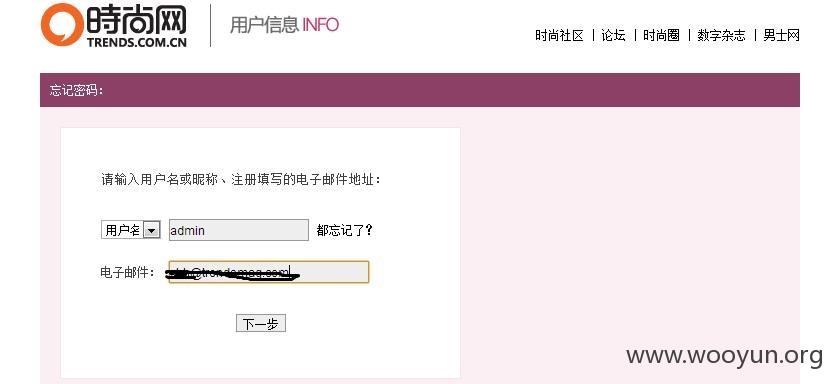 時尚网
TRENDS.COM.CN
用户信息 INFO
时尚社区 | 论坛 | 时尚圈 | 数字杂志 | 男士网
忘记密码：
请输入用户名或昵称、注册填写的电子邮件地址：
用户名 admin 都忘记了?
电子邮件：
下一步
www.wooyun.org